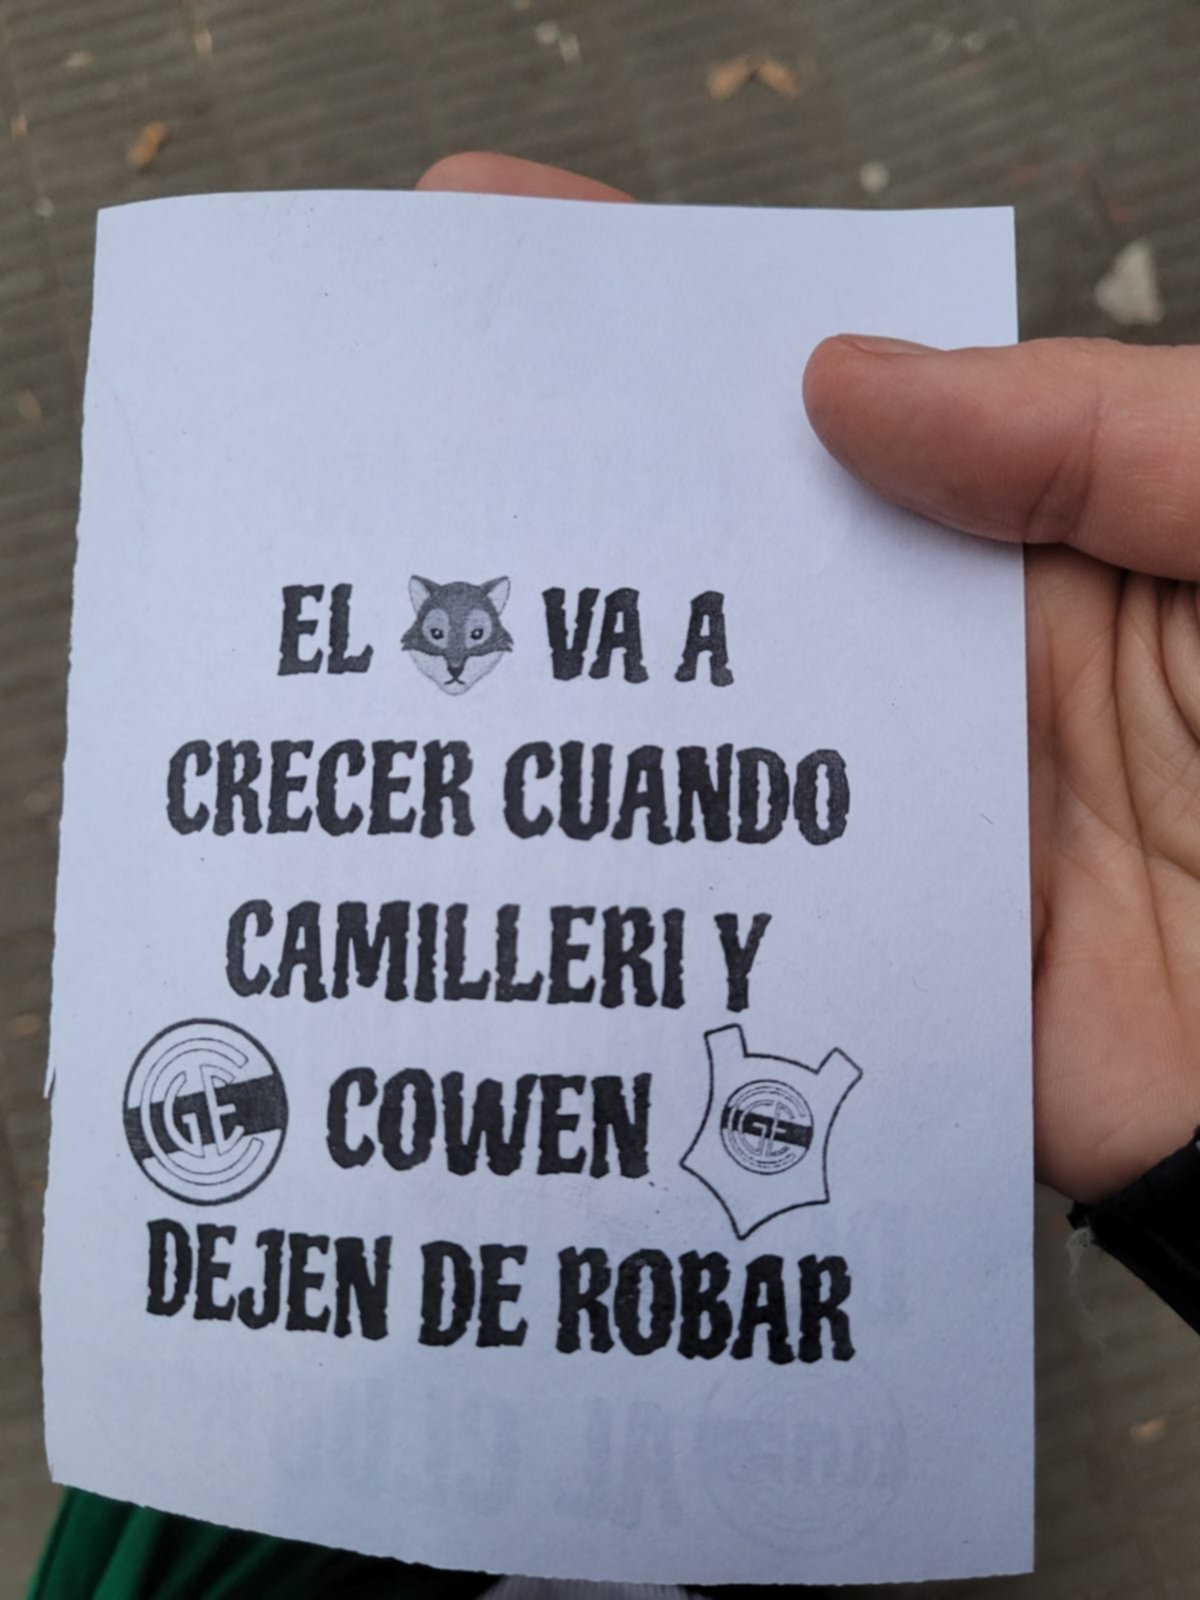 EL 🐺 VA A
CRECER CUANDO
CAMILLERI Y
COWEN
DEJEN DE ROBAR